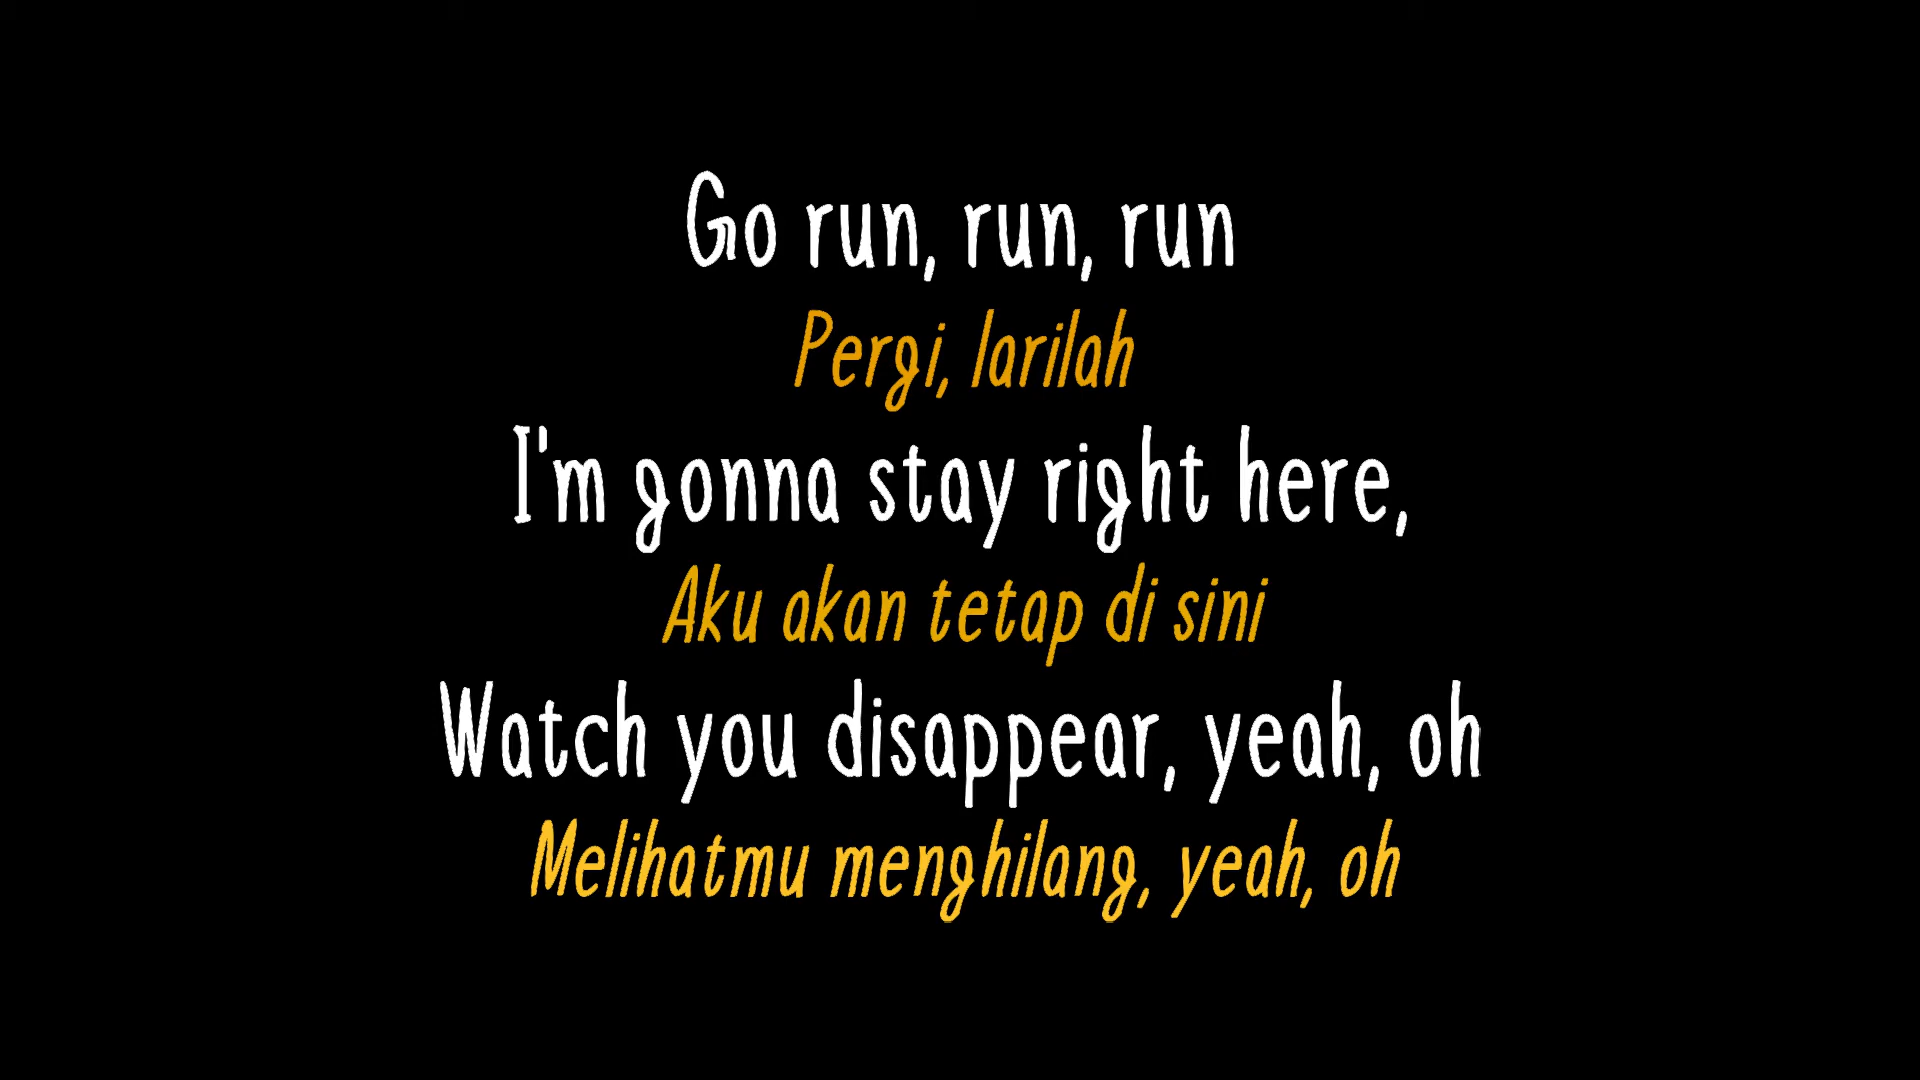 Go run, run, run
Pergi, larilah
I'm gonna stay right here,
Aku akan tetap di sini
Watch you disappear, yeah, oh
Melihatmu menghilang, yeah, oh